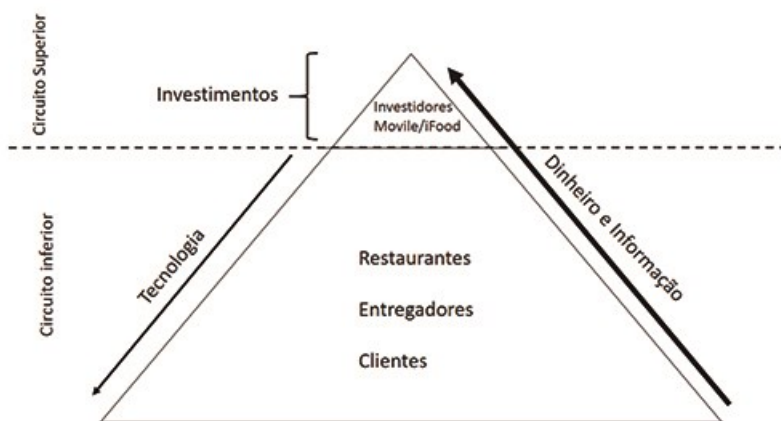 Circuito Superior
Investimentos
Investidores
Movile/iFood
Dinheiro e Informação
Tecnologia
Circuito inferior
Restaurantes
Entregadores
Clientes